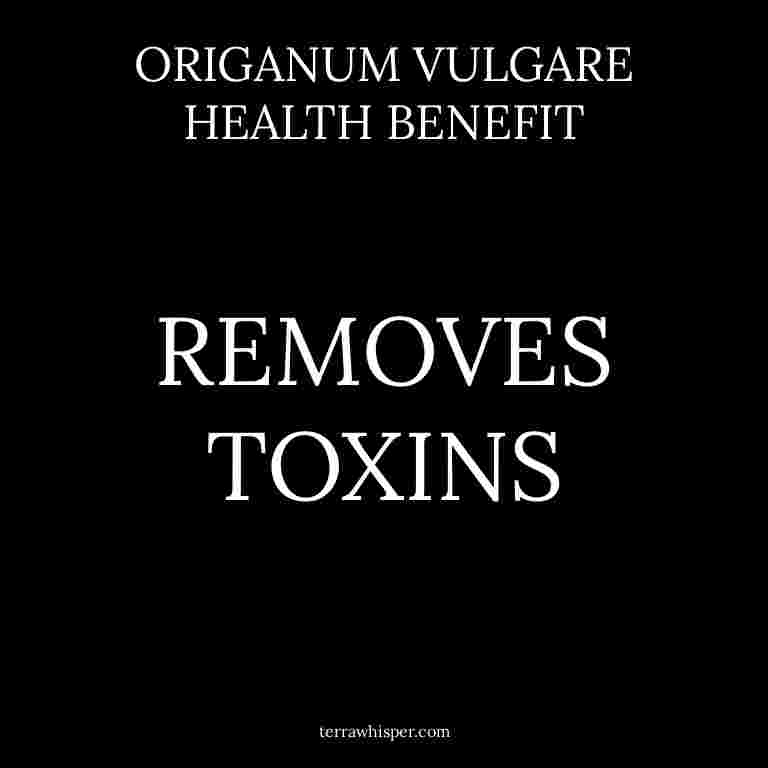 ORIGANUM VULGARE
HEALTH BENEFIT
REMOVES
TOXINS
terrawhisper.com